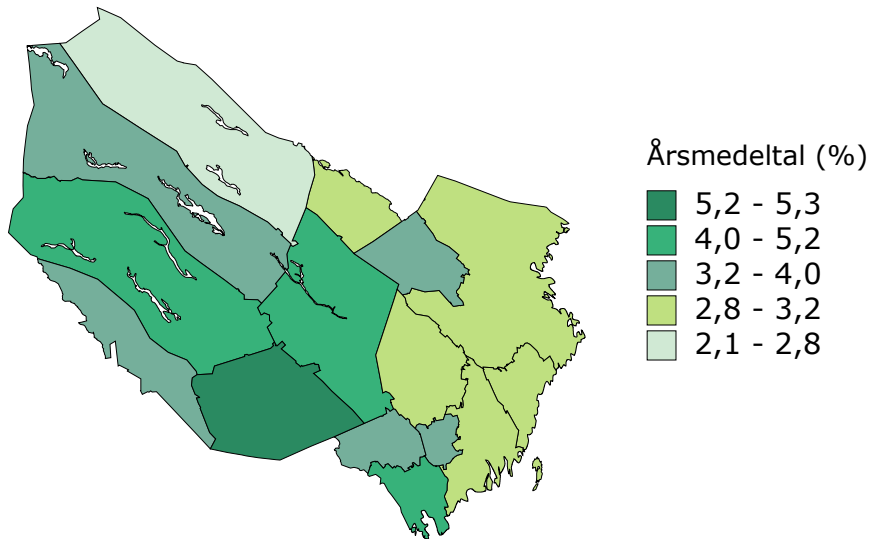 Årsmedeltal (%)
5,2 - 5,3
4,0 - 5,2
3,2 - 4,0
2,8 - 3,2
2,1 - 2,8